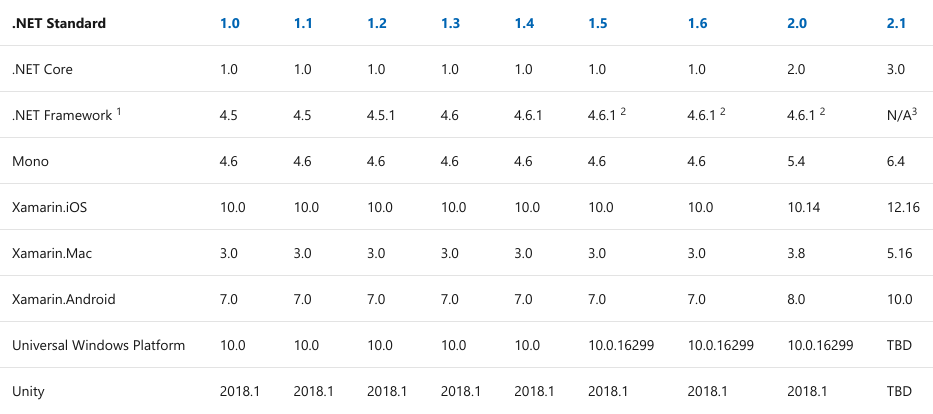 .NET Standard 1.0 1.1 1.2 1.3 1.4 1.5 1.6 2.0 2.1
.NET Core 1.0 1.0 1.0 1.0 1.0 1.0 1.0 2.0 3.0
.NET Framework 1 4.5 4.5 4.5.1 4.6 4.6.1 4.6.1 2 4.6.1 2 4.6.1 2 N/A3
Mono 4.6 4.6 4.6 4.6 4.6 4.6 4.6 5.4 6.4
Xamarin.iOS 10.0 10.0 10.0 10.0 10.0 10.0 10.0 10.14 12.16
Xamarin.Mac 3.0 3.0 3.0 3.0 3.0 3.0 3.0 3.8 5.16
Xamarin.Android 7.0 7.0 7.0 7.0 7.0 7.0 7.0 8.0 10.0
Universal Windows Platform 10.0 10.0 10.0 10.0 10.0 10.0.16299 10.0.16299 10.0.16299 TBD
Unity 2018.1 2018.1 2018.1 2018.1 2018.1 2018.1 2018.1 2018.1 TBD